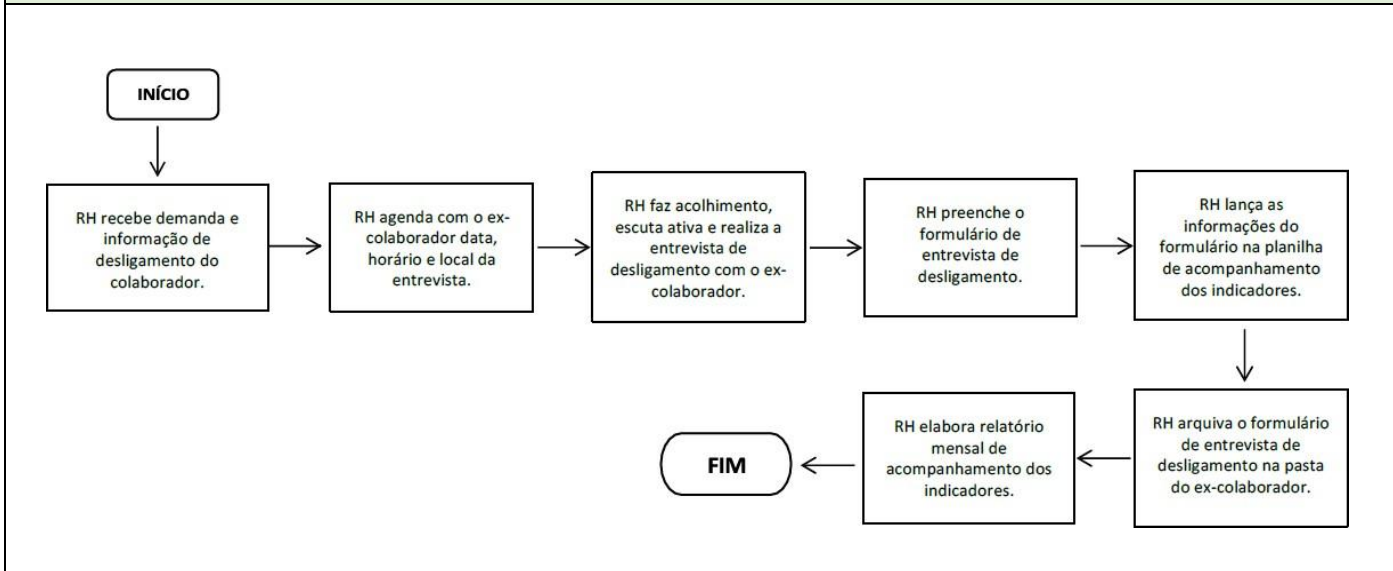 INÍCIO
RH recebe demanda e
informação de
desligamento do
colaborador.
RH agenda com o ex-
colaborador data,
horário e local da
entrevista.
RH faz acolhimento,
escuta ativa e realiza a
entrevista de
desligamento com o ex-
colaborador.
RH preenche o
formulário de
entrevista de
desligamento.
RH lança as
informações do
formulário na planilha
de acompanhamento
dos indicadores.
RH arquiva o formulário
de entrevista de
desligamento na pasta
do ex-colaborador.
RH elabora relatório
mensal de
acompanhamento dos
indicadores.
FIM